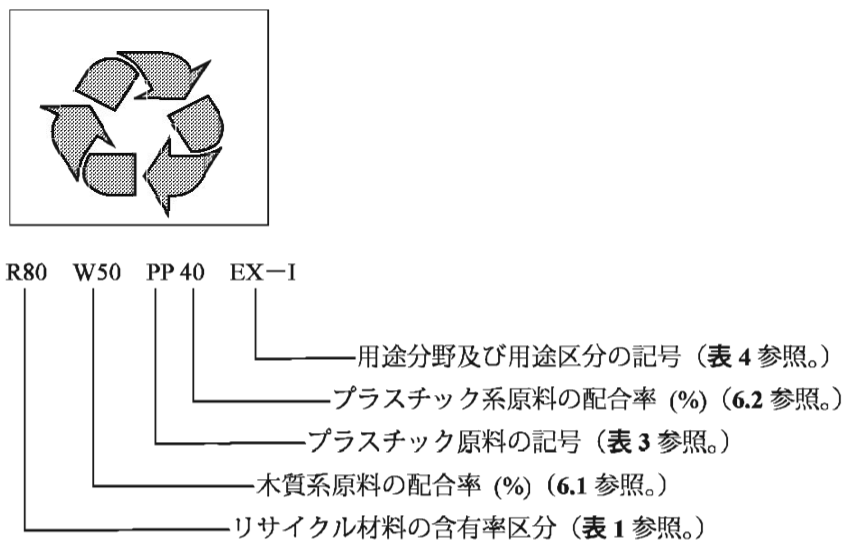 R80 W50 PP 40 EX－I
用途分野及び用途区分の記号（表 4 参照。）
プラスチック系原料の配合率 (%)（6.2 参照。）
プラスチック原料の記号（表 3 参照。）
木質系原料の配合率 (%)（6.1 参照。）
リサイクル材料の含有率区分（表 1 参照。）